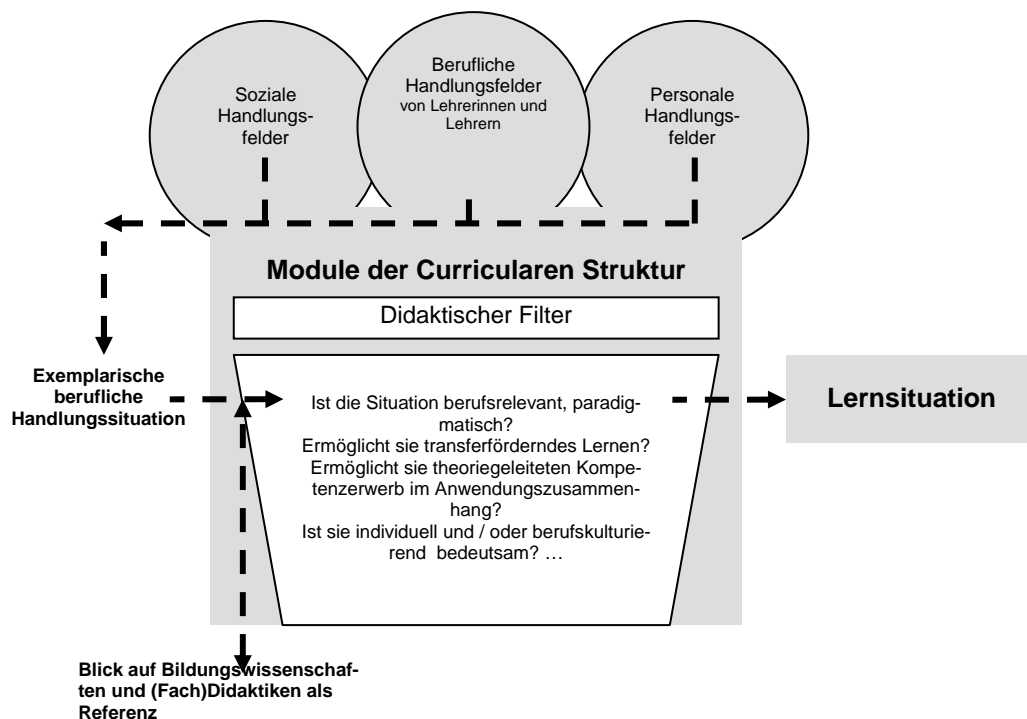 Soziale
Handlungs-
felder
Berufliche
Handlungsfelder
von Lehrerinnen und
Lehrern
Personale
Handlungs-
felder
Module der Curricularen Struktur
Didaktischer Filter
Exemplarische
berufliche
Handlungssituation
Ist die Situation berufsrelevant, paradig-
matisch?
Ermöglicht sie transferförderndes Lernen?
Ermöglicht sie theoriegeleiteten Kompe-
tenzerwerb im Anwendungszusammen-
hang?
Ist sie individuell und / oder berufskulturie-
rend bedeutsam? …
Lernsituation
Blick auf Bildungswissenschaf-
ten und (Fach)Didaktiken als
Referenz